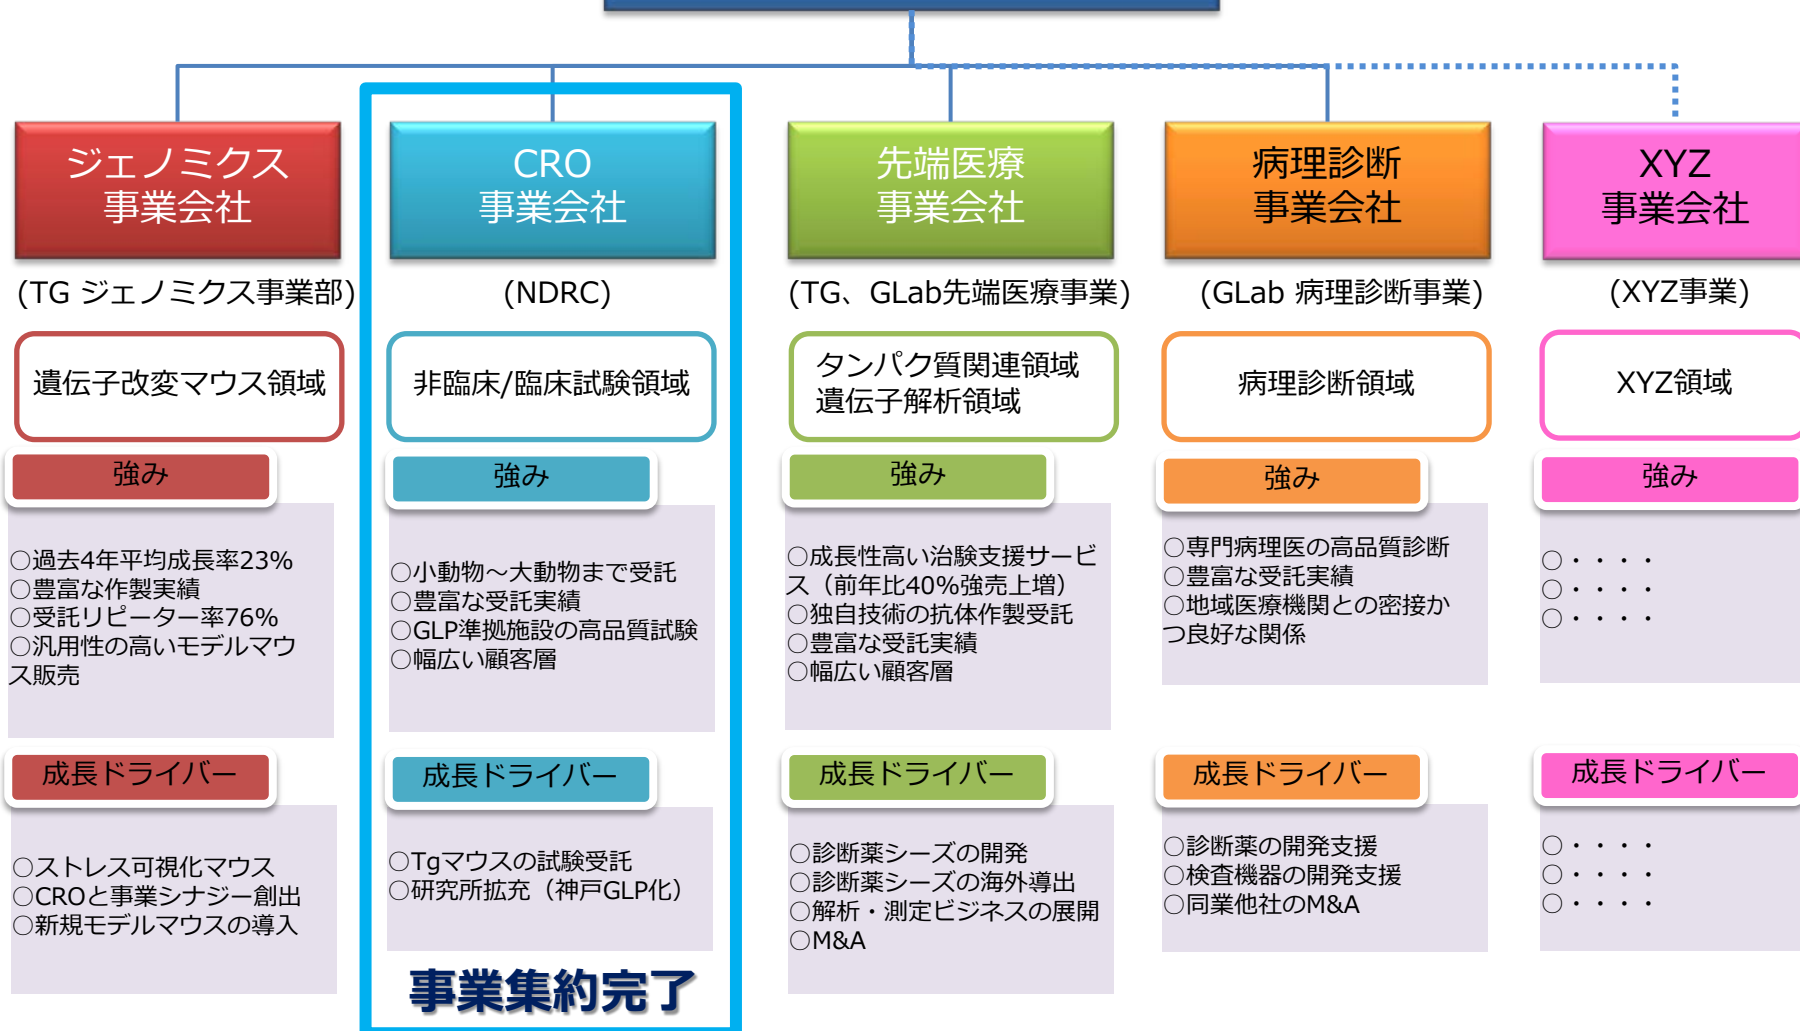 ジェノミクス
事業会社
(TG ジェノミクス事業部)
遺伝子改変マウス領域
強み
○過去4年平均成長率23%
○豊富な作製実績
○受託リピーター率76%
○汎用性の高いモデルマウ
ス販売
成長ドライバー
○ストレス可視化マウス
○CROと事業シナジー創出
○新規モデルマウスの導入
CRO
事業会社
(NDRC)
非臨床/臨床試験領域
強み
○小動物～大動物まで受託
○豊富な受託実績
○GLP準拠施設の高品質試験
○幅広い顧客層
成長ドライバー
○Tgマウスの試験受託
○研究所拡充（神戸GLP化）
事業集約完了
先端医療
事業会社
(TG、GLab先端医療事業)
タンパク質関連領域
遺伝子解析領域
強み
○成長性高い治験支援サービ
ス（前年比40%強売上増）
○独自技術の抗体作製受託
○豊富な受託実績
○幅広い顧客層
成長ドライバー
○診断薬シーズの開発
○診断薬シーズの海外導出
○解析・測定ビジネスの展開
○M&A
病理診断
事業会社
(GLab 病理診断事業)
病理診断領域
強み
○専門病理医の高品質診断
○豊富な受託実績
○地域医療機関との密接か
つ良好な関係
成長ドライバー
○診断薬の開発支援
○検査機器の開発支援
○同業他社のM&A
XYZ
事業会社
(XYZ事業)
XYZ領域
強み
○・・・・
○・・・・
○・・・・
成長ドライバー
○・・・・
○・・・・
○・・・・